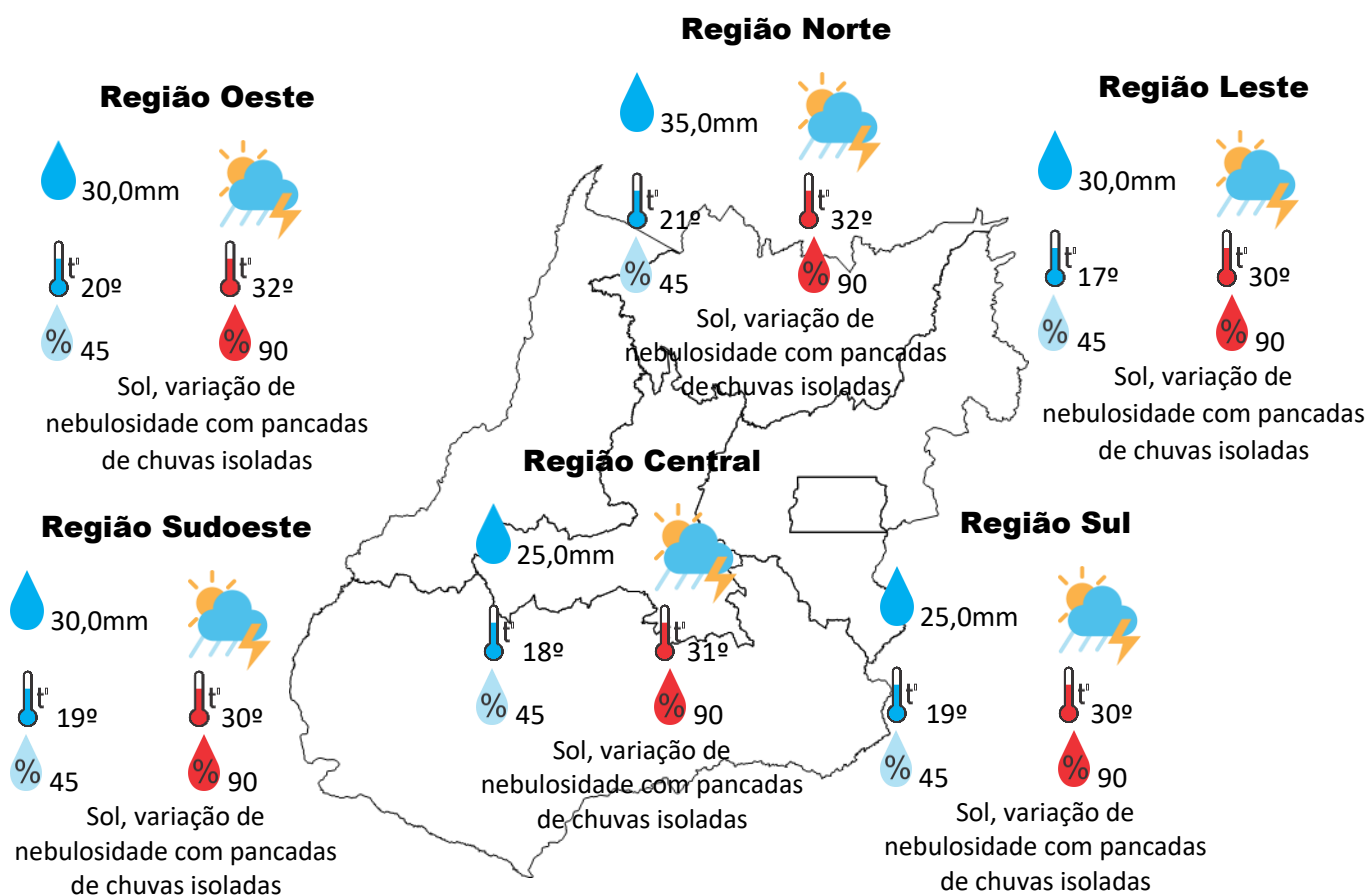 Região Norte
35,0mm
t°
21º
t°
32º
%
45
%
90
Sol, variação de
nebulosidade com pancadas
de chuvas isoladas
Região Oeste
30,0mm
t°
20º
t°
32º
%
45
%
90
Sol, variação de
nebulosidade com pancadas
de chuvas isoladas
Região Leste
30,0mm
t°
17º
t°
30º
%
45
%
90
Sol, variação de
nebulosidade com pancadas
de chuvas isoladas
Região Central
25,0mm
t°
18º
t°
31º
%
45
%
90
Sol, variação de
nebulosidade com pancadas
de chuvas isoladas
Região Sudoeste
30,0mm
t°
19º
t°
30º
%
45
%
90
Sol, variação de
nebulosidade com pancadas
de chuvas isoladas
Região Sul
25,0mm
t°
19º
t°
30º
%
45
%
90
Sol, variação de
nebulosidade com pancadas
de chuvas isoladas